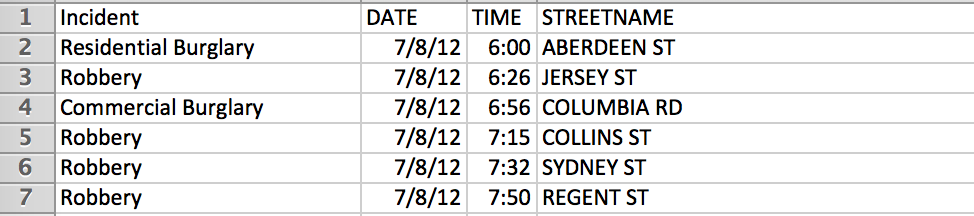 1 Incident DATE TIME STREETNAME
2 Residential Burglary 7/8/12 6:00 ABERDEEN ST
3 Robbery 7/8/12 6:26 JERSEY ST
4 Commercial Burglary 7/8/12 6:56 COLUMBIA RD
5 Robbery 7/8/12 7:15 COLLINS ST
6 Robbery 7/8/12 7:32 SYDNEY ST
7 Robbery 7/8/12 7:50 REGENT ST